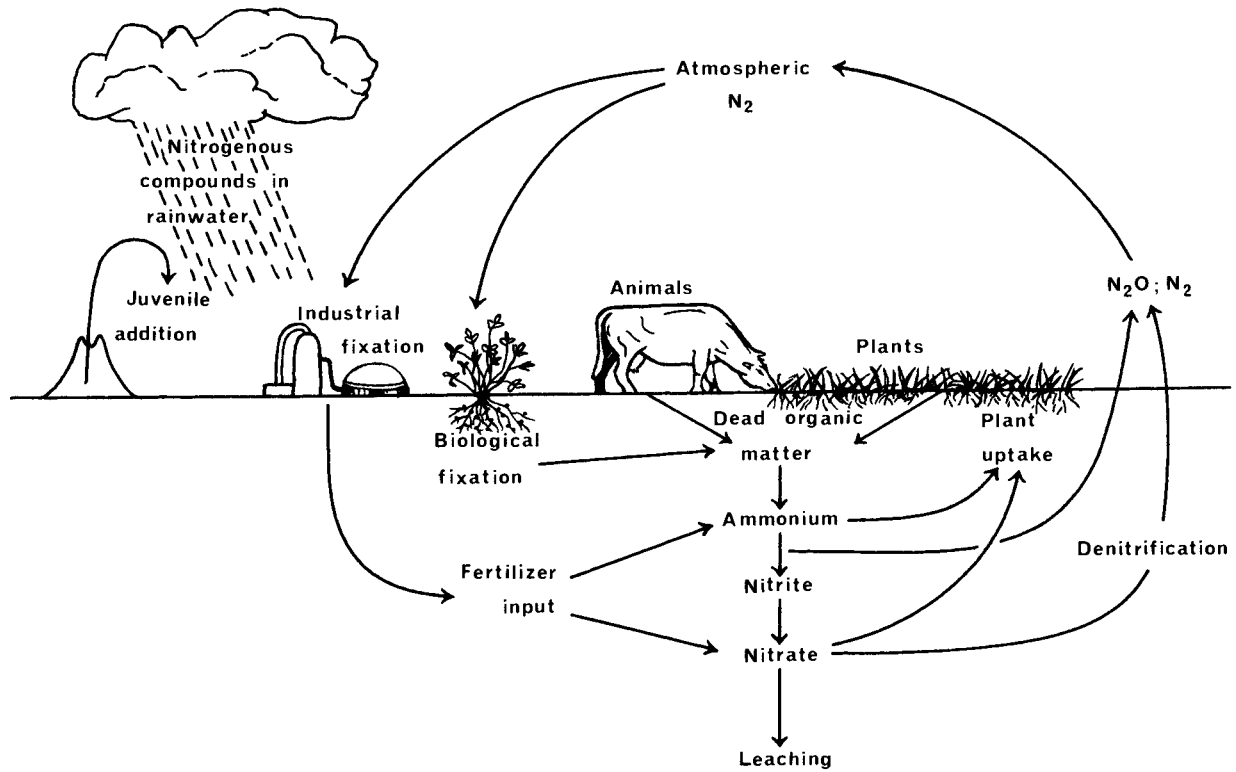 Atmospheric
N₂
Nitrogenous
compounds in
rainwater
Juvenile
addition
Industrial
fixation
Animals
Plants
N₂O; N₂
Biological
fixation
Dead organic
matter
Plant
uptake
Ammonium
Denitrification
Fertilizer
input
Nitrite
Nitrate
Leaching